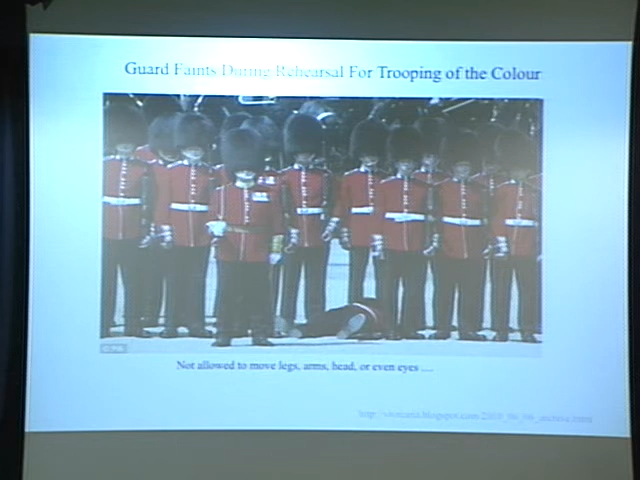 Guard Faints During Rehearsal For Trooping of the Colour
Not allowed to move legs, arms, head, or even eyes ....